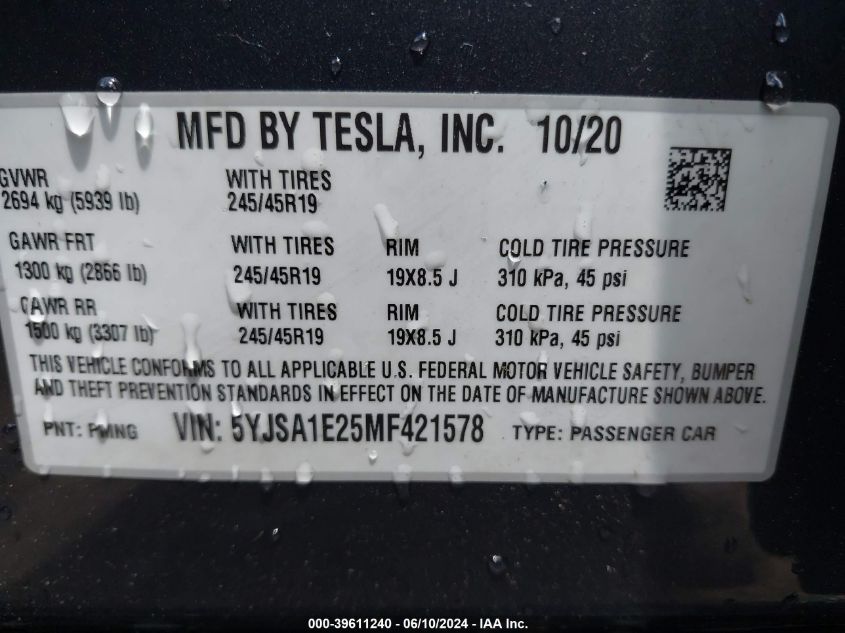 MFD BY TESLA, INC. 10/20
GVWR WITH TIRES
2694 kg (5939 lb) 245/45R19
GAWR FRT WITH TIRES RIM COLD TIRE PRESSURE
1300 kg (2866 lb) 245/45R19 19X8.5 J 310 kPa, 45 psi
GAWR RR WITH TIRES RIM COLD TIRE PRESSURE
1500 kg (3307 lb) 245/45R19 19X8.5 J 310 kPa, 45 psi
THIS VEHICLE CONFORMS TO ALL APPLICABLE U.S. FEDERAL MOTOR VEHICLE SAFETY, BUMPER
AND THEFT PREVENTION STANDARDS IN EFFECT ON THE DATE OF MANUFACTURE SHOWN ABOVE.
PNT: PMNG VIN: 5YJSA1E25MF421578 TYPE: PASSENGER CAR
000-39611240 - 06/10/2024 - IAA Inc.